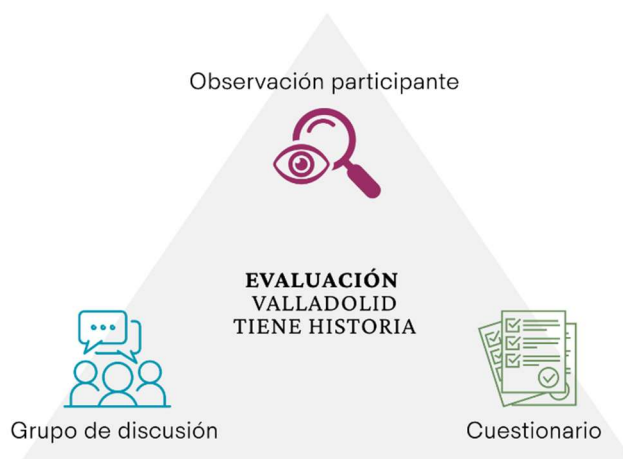 Observación participante
EVALUACIÓN
VALLADOLID
TIENE HISTORIA
Grupo de discusión
Cuestionario